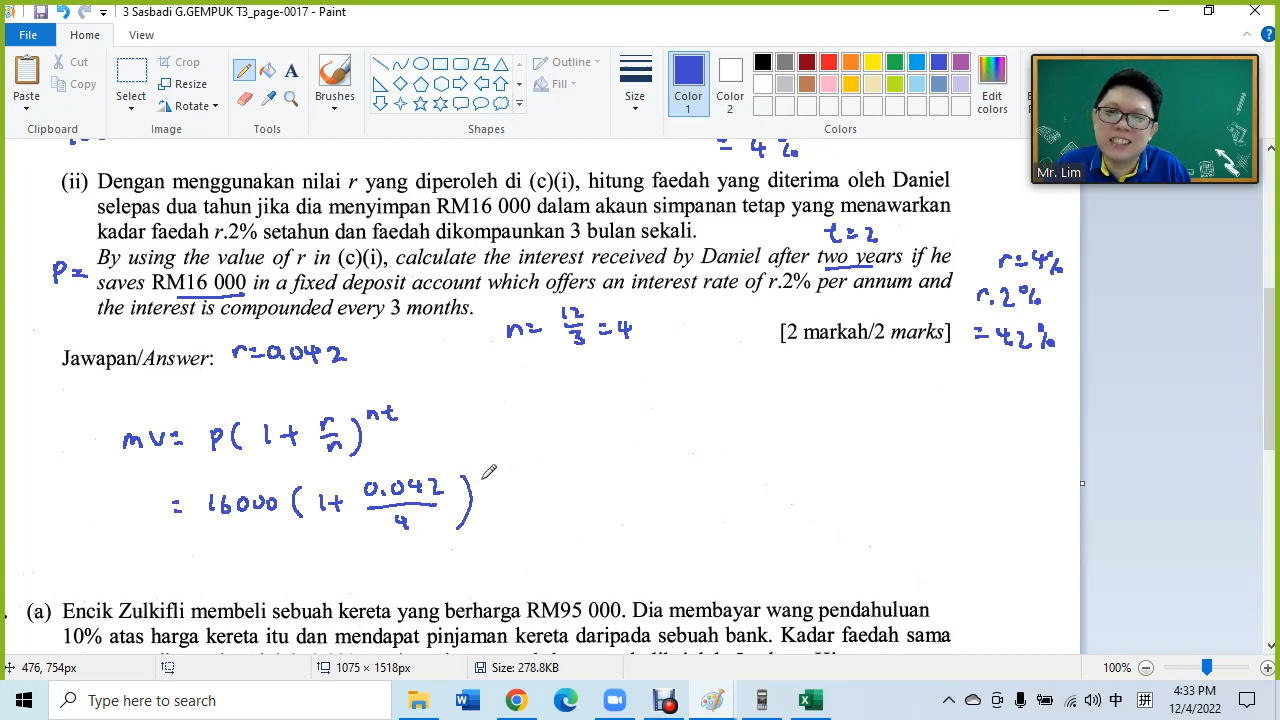 3 Sasbadi G.GEMPUK T3_page-0017 - Paint
File Home View
Cut
Copy
Paste
Clipboard
Select
Crop
Resize
Rotate
Image
A
Tools
Brushes
Shapes
Outline
Fill
Size
Color 1
Color 2
Edit colors
Colors
Mr. Lim
= 4 %
(ii) Dengan menggunakan nilai r yang diperoleh di (c)(i), hitung faedah yang diterima oleh Daniel
selepas dua tahun jika dia menyimpan RM16 000 dalam akaun simpanan tetap yang menawarkan
kadar faedah r.2% setahun dan faedah dikompaunkan 3 bulan sekali.
t = 2
P =
By using the value of r in (c)(i), calculate the interest received by Daniel after two years if he
saves RM16 000 in a fixed deposit account which offers an interest rate of r.2% per annum and
the interest is compounded every 3 months.
r = 4%
r.2%
= 4.2%
n = 12/3 = 4
[2 markah/2 marks]
Jawapan/Answer: r = 0.042
MV = P ( 1 + r/n )^nt
= 16000 ( 1 + 0.042/4 )
(a) Encik Zulkifli membeli sebuah kereta yang berharga RM95 000. Dia membayar wang pendahuluan
10% atas harga kereta itu dan mendapat pinjaman kereta daripada sebuah bank. Kadar faedah sama
476, 754px
1075 × 1518px
Size: 278.8KB
100%
Type here to search
中
拼
4:33 PM
12/4/2022